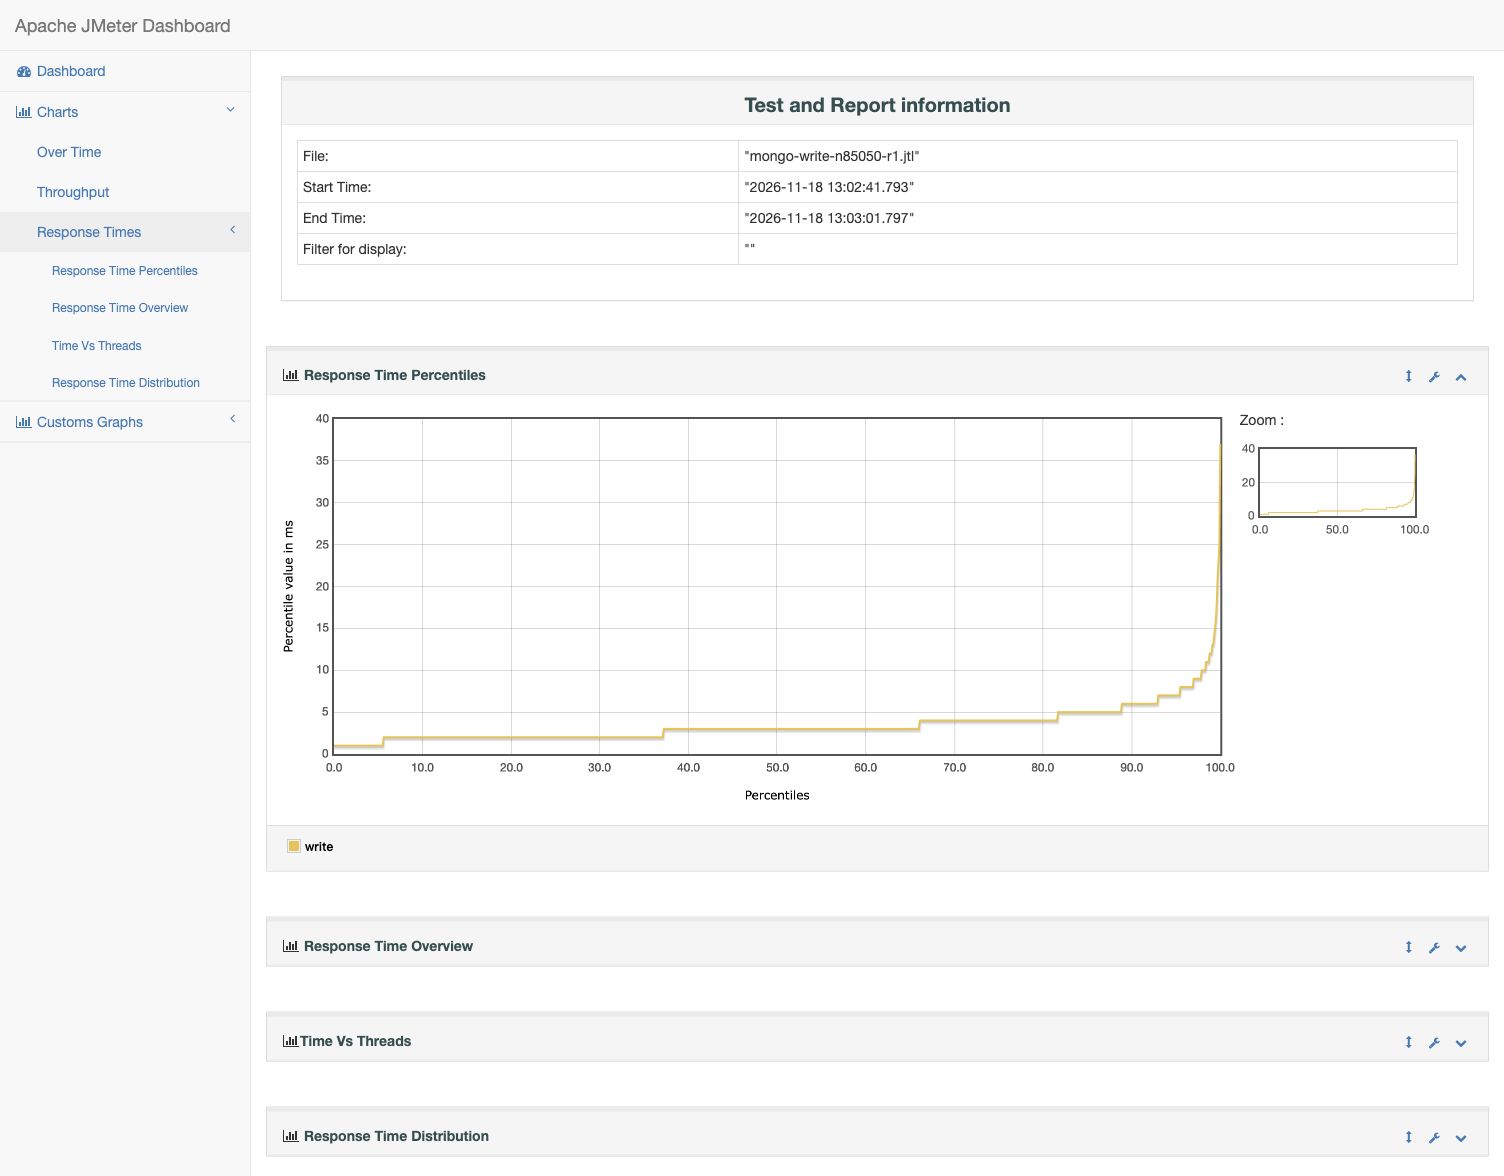 Apache JMeter Dashboard
Dashboard
Charts
Over Time
Throughput
Response Times
Response Time Percentiles
Response Time Overview
Time Vs Threads
Response Time Distribution
Customs Graphs
Test and Report information
File: "mongo-write-n85050-r1.jtl"
Start Time: "2026-11-18 13:02:41.793"
End Time: "2026-11-18 13:03:01.797"
Filter for display: ""
Response Time Percentiles
40
35
30
25
20
15
10
5
0
Percentile value in ms
0.0 10.0 20.0 30.0 40.0 50.0 60.0 70.0 80.0 90.0 100.0
Percentiles
Zoom :
40
20
0
0.0 50.0 100.0
write
Response Time Overview
Time Vs Threads
Response Time Distribution